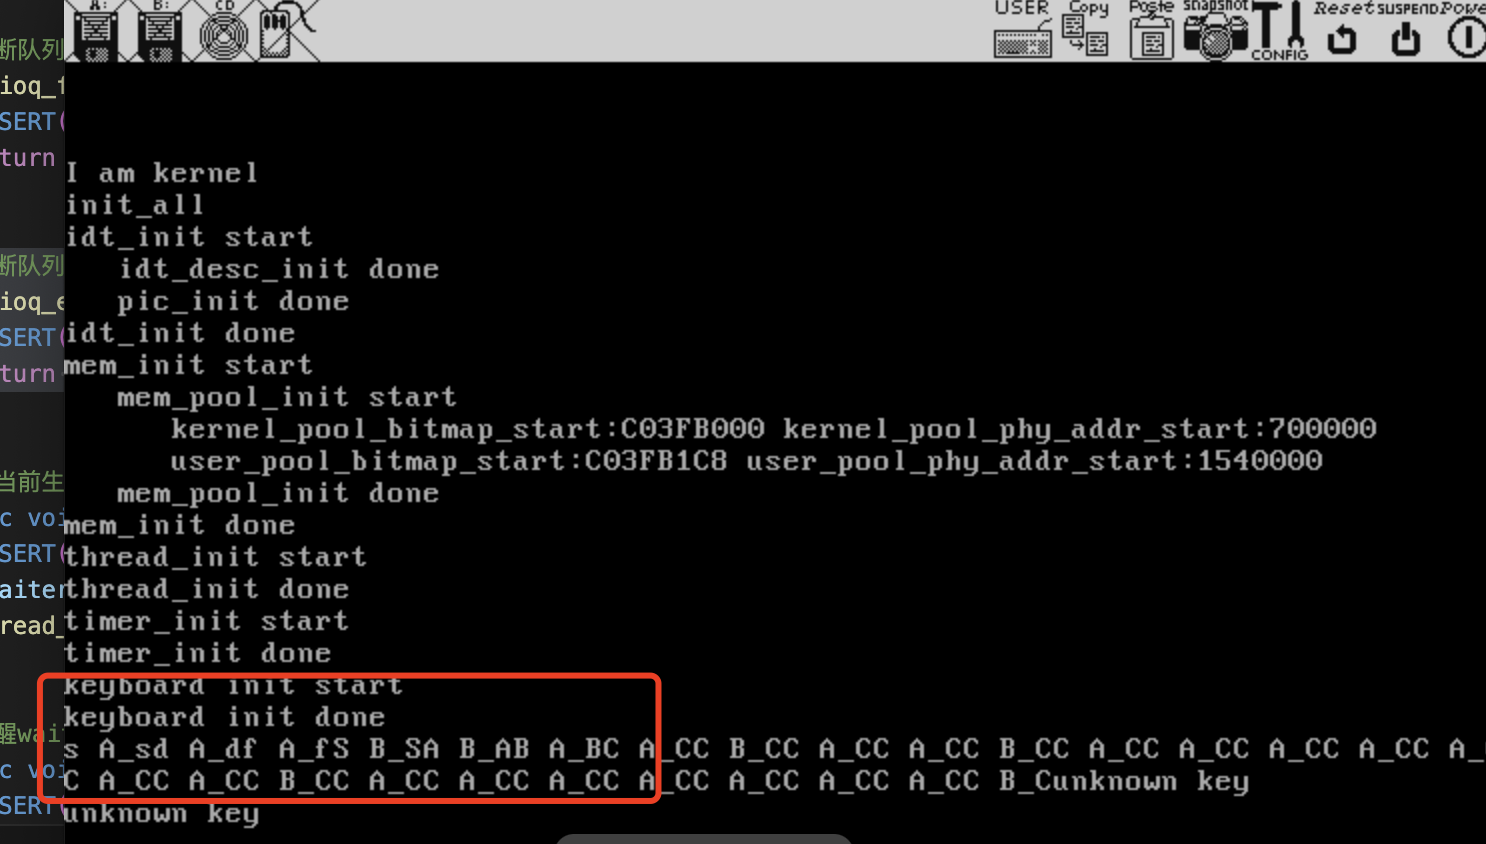 A: B: CD USER Copy Paste snapshot CONFIG Reset SUSPEND Powe
断队列
ioq_f
SERT(
turn
断队列
ioq_e
SERT(
turn
当前生
c voi
SERT(
aiter
read_
醒wai
c voi
SERT(
I am kernel
init_all
idt_init start
idt_desc_init done
pic_init done
idt_init done
mem_init start
mem_pool_init start
kernel_pool_bitmap_start:C03FB000 kernel_pool_phy_addr_start:700000
user_pool_bitmap_start:C03FB1C8 user_pool_phy_addr_start:1540000
mem_pool_init done
mem_init done
thread_init start
thread_init done
timer_init start
timer_init done
keyboard init start
keyboard init done
s A_sd A_df A_fS B_SA B_AB A_BC A_CC B_CC A_CC A_CC B_CC A_CC A_CC A_CC A_CC A_
C A_CC A_CC B_CC A_CC A_CC A_CC A_CC A_CC A_CC A_CC B_Cunknown key
unknown key